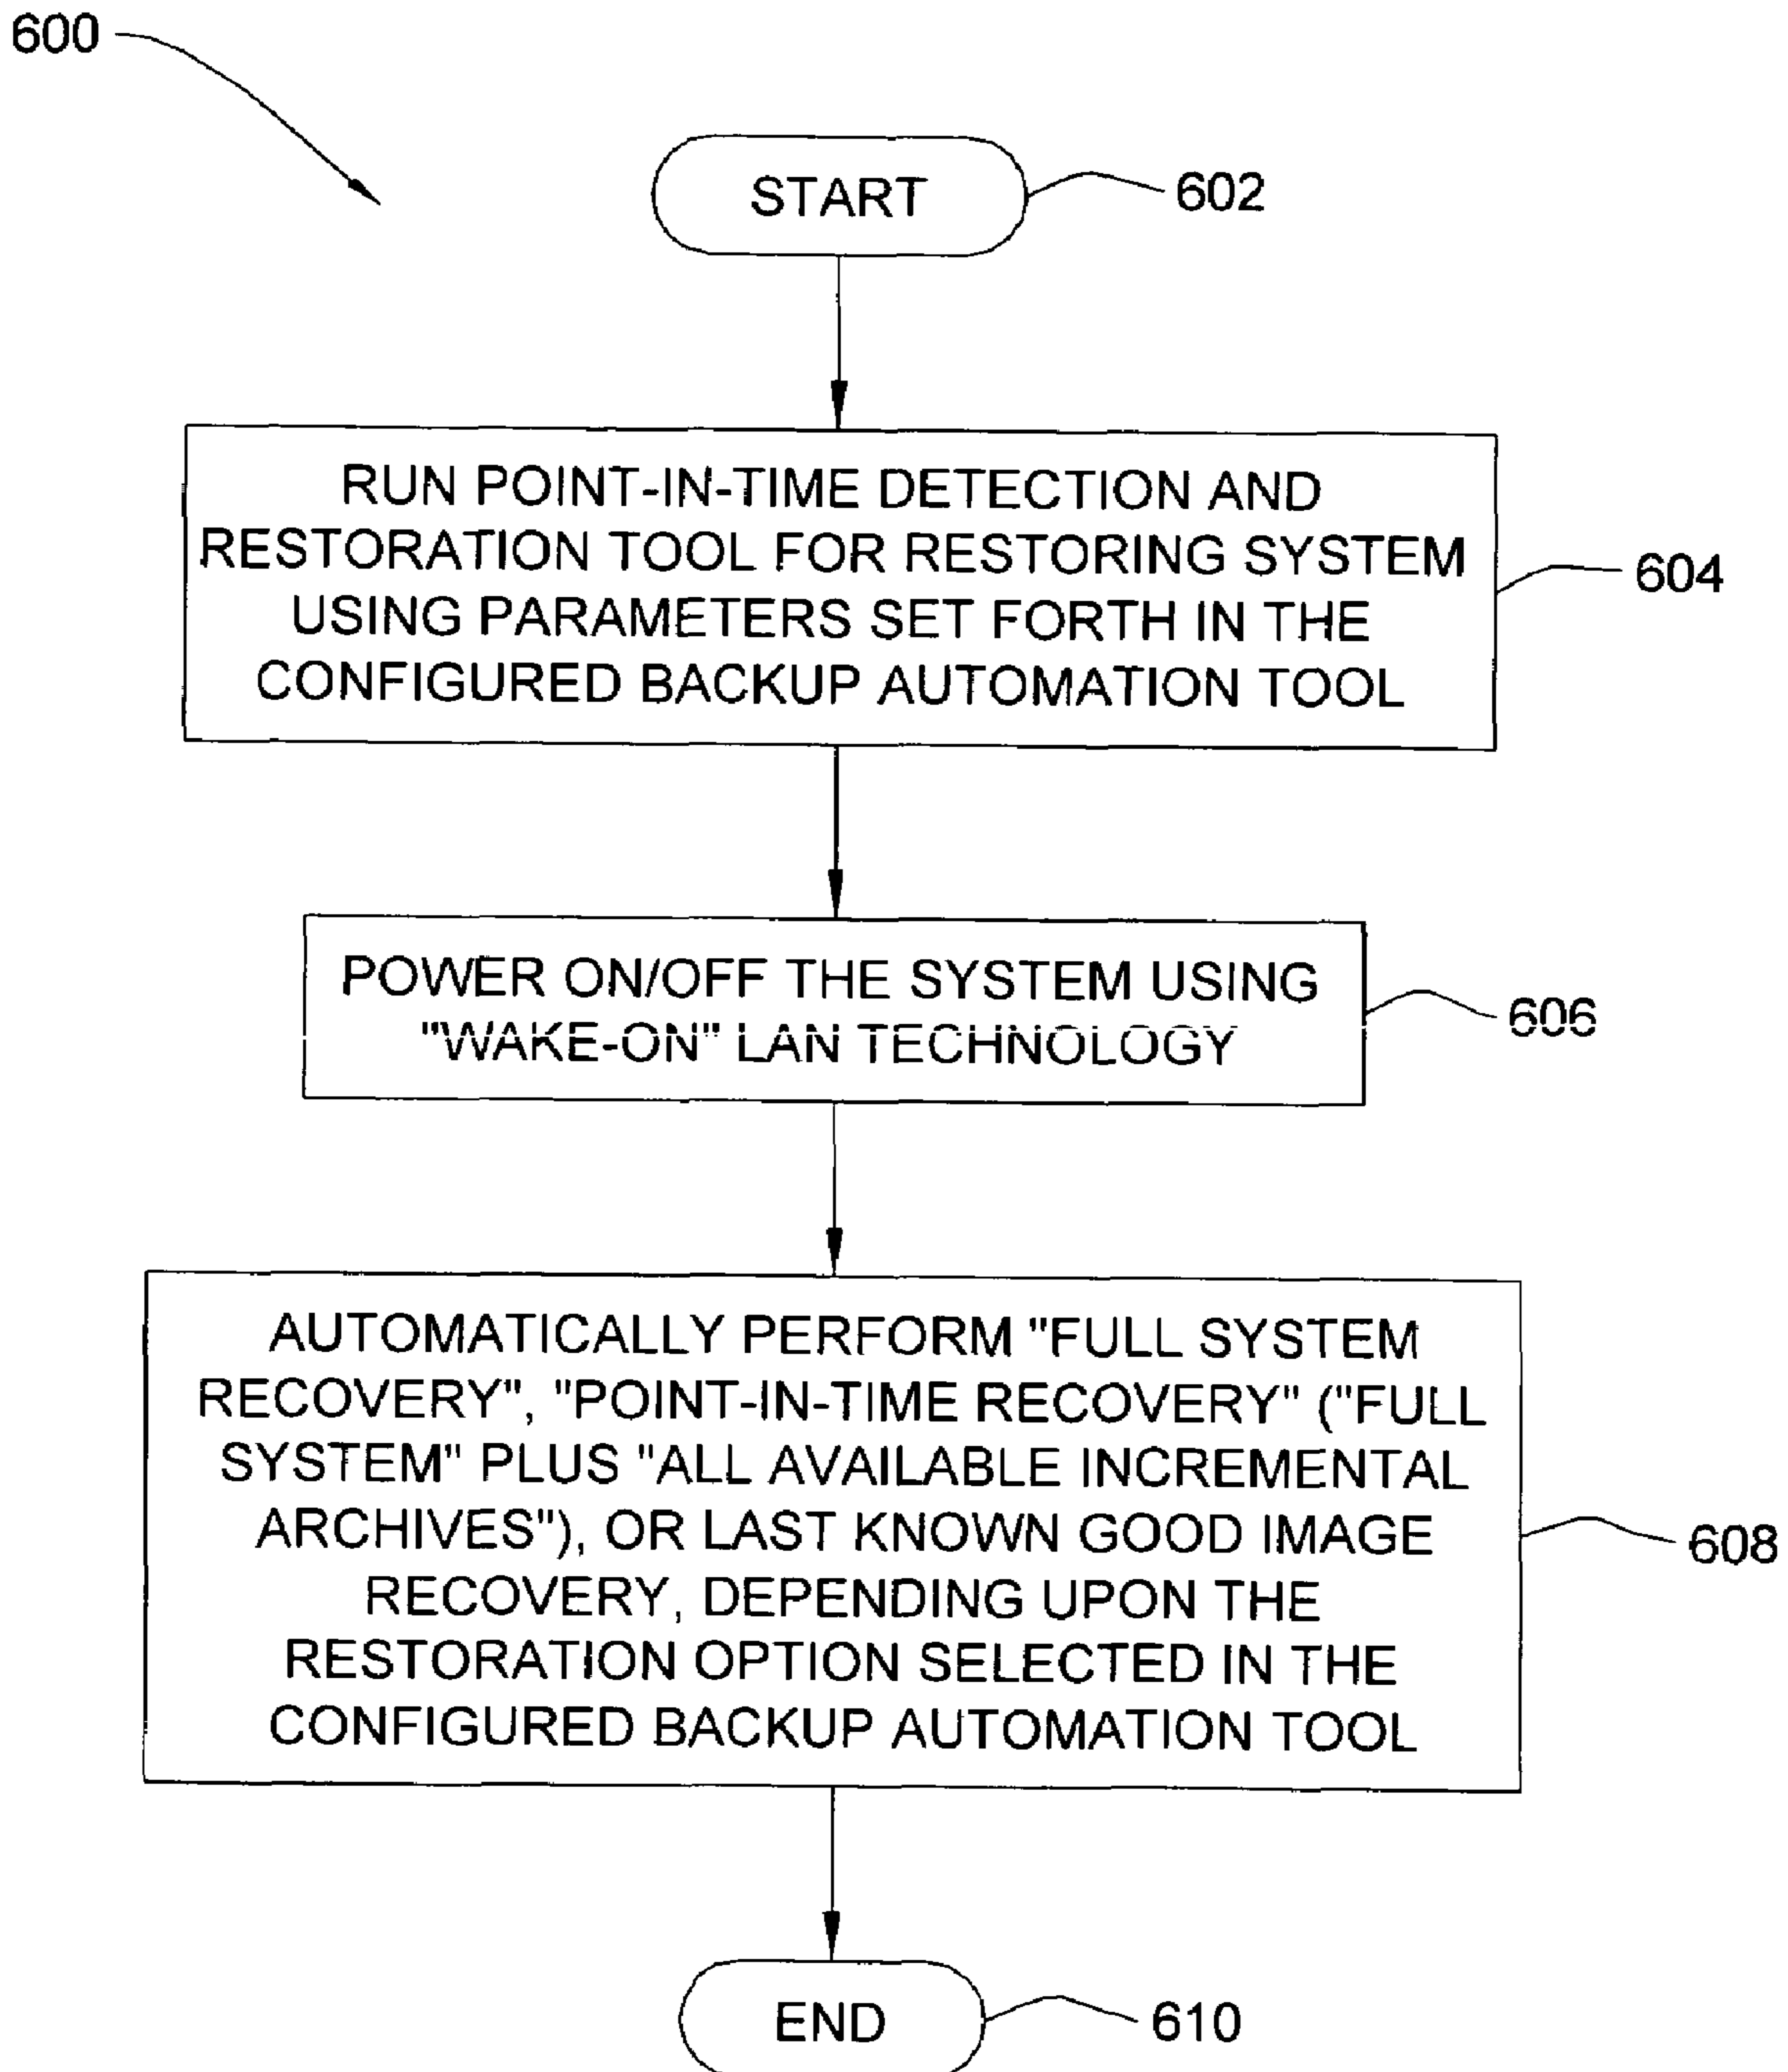 600
START
602
RUN POINT-IN-TIME DETECTION AND
RESTORATION TOOL FOR RESTORING SYSTEM
USING PARAMETERS SET FORTH IN THE
CONFIGURED BACKUP AUTOMATION TOOL
604
POWER ON/OFF THE SYSTEM USING
"WAKE-ON" LAN TECHNOLOGY
606
AUTOMATICALLY PERFORM "FULL SYSTEM
RECOVERY", "POINT-IN-TIME RECOVERY" ("FULL
SYSTEM" PLUS "ALL AVAILABLE INCREMENTAL
ARCHIVES"), OR LAST KNOWN GOOD IMAGE
RECOVERY, DEPENDING UPON THE
RESTORATION OPTION SELECTED IN THE
CONFIGURED BACKUP AUTOMATION TOOL
608
END
610